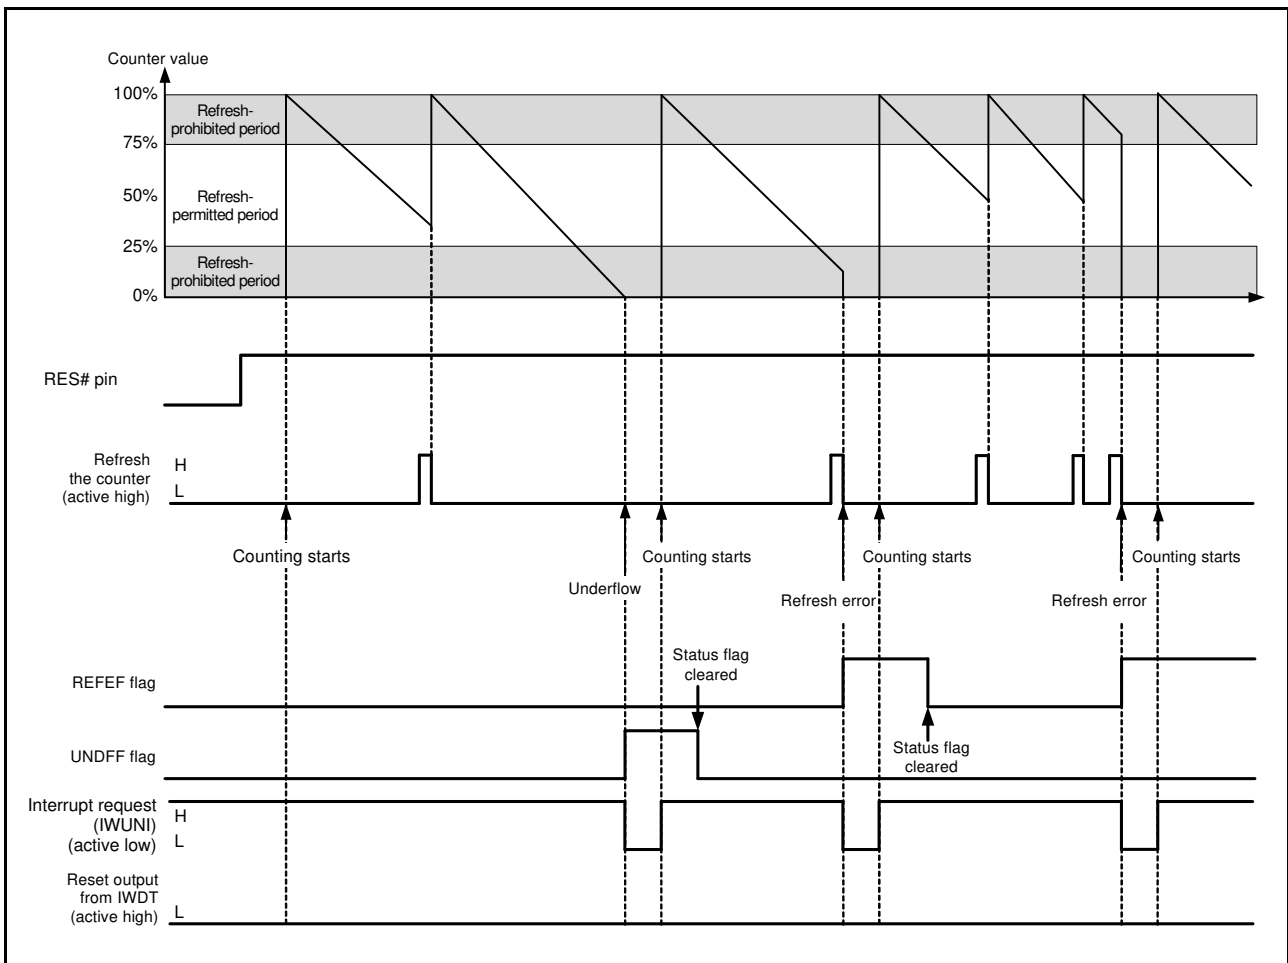 Counter value
100%
Refresh-
prohibited period
75%
50%
Refresh-
permitted period
25%
Refresh-
prohibited period
0%
RES# pin
Refresh
the counter
(active high)
H
L
Counting starts
Counting starts
Counting starts
Counting starts
Underflow
Refresh error
Refresh error
Status flag
cleared
REFEF flag
UNDFF flag
Status flag
cleared
Interrupt request
(IWUNI)
(active low)
H
L
Reset output
from IWDT
(active high)
L